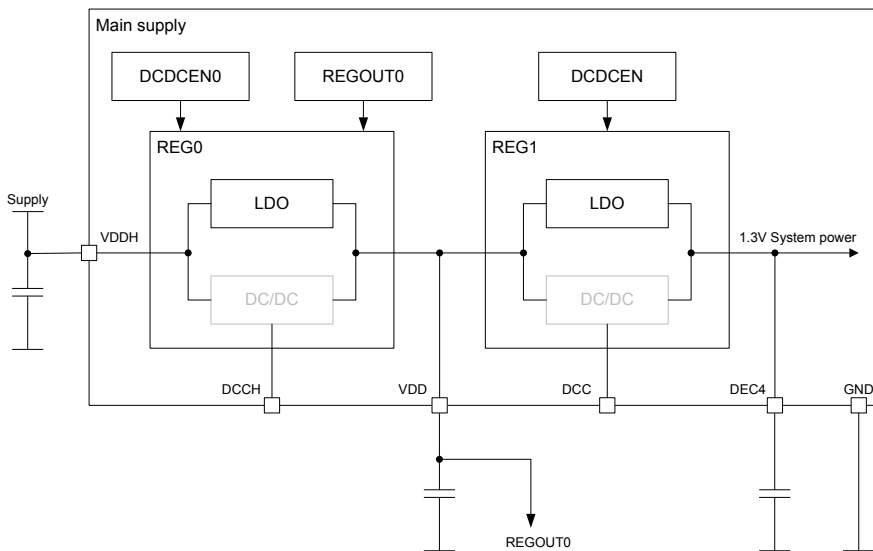 Main supply
DCDCEN0
REGOUT0
DCDCEN
REG0
REG1
LDO
LDO
Supply
VDDH
1.3V System power
DC/DC
DC/DC
DCCH
VDD
DCC
DEC4
GND
REGOUT0